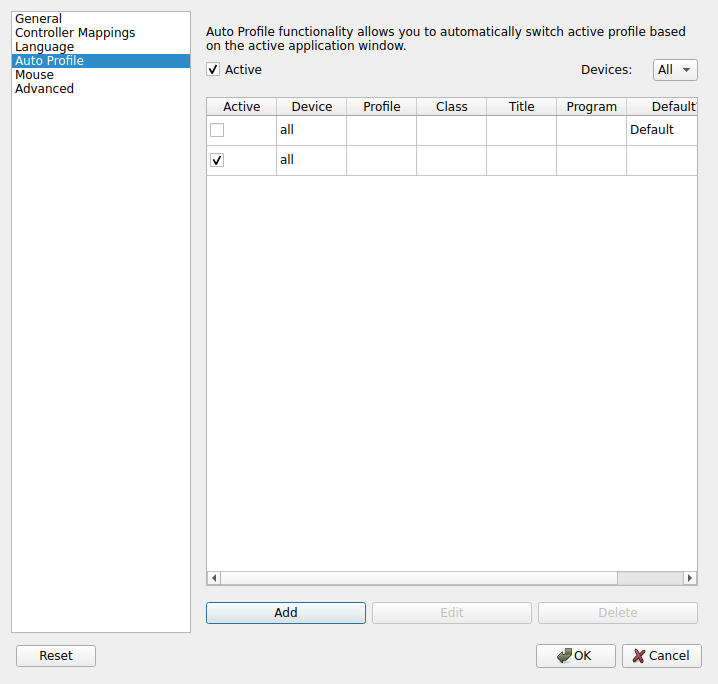 General
Controller Mappings
Language
Auto Profile
Mouse
Advanced
Auto Profile functionality allows you to automatically switch active profile based
on the active application window.
Active
Devices: All
Active Device Profile Class Title Program Default
all Default
all
Add Edit Delete
Reset OK Cancel